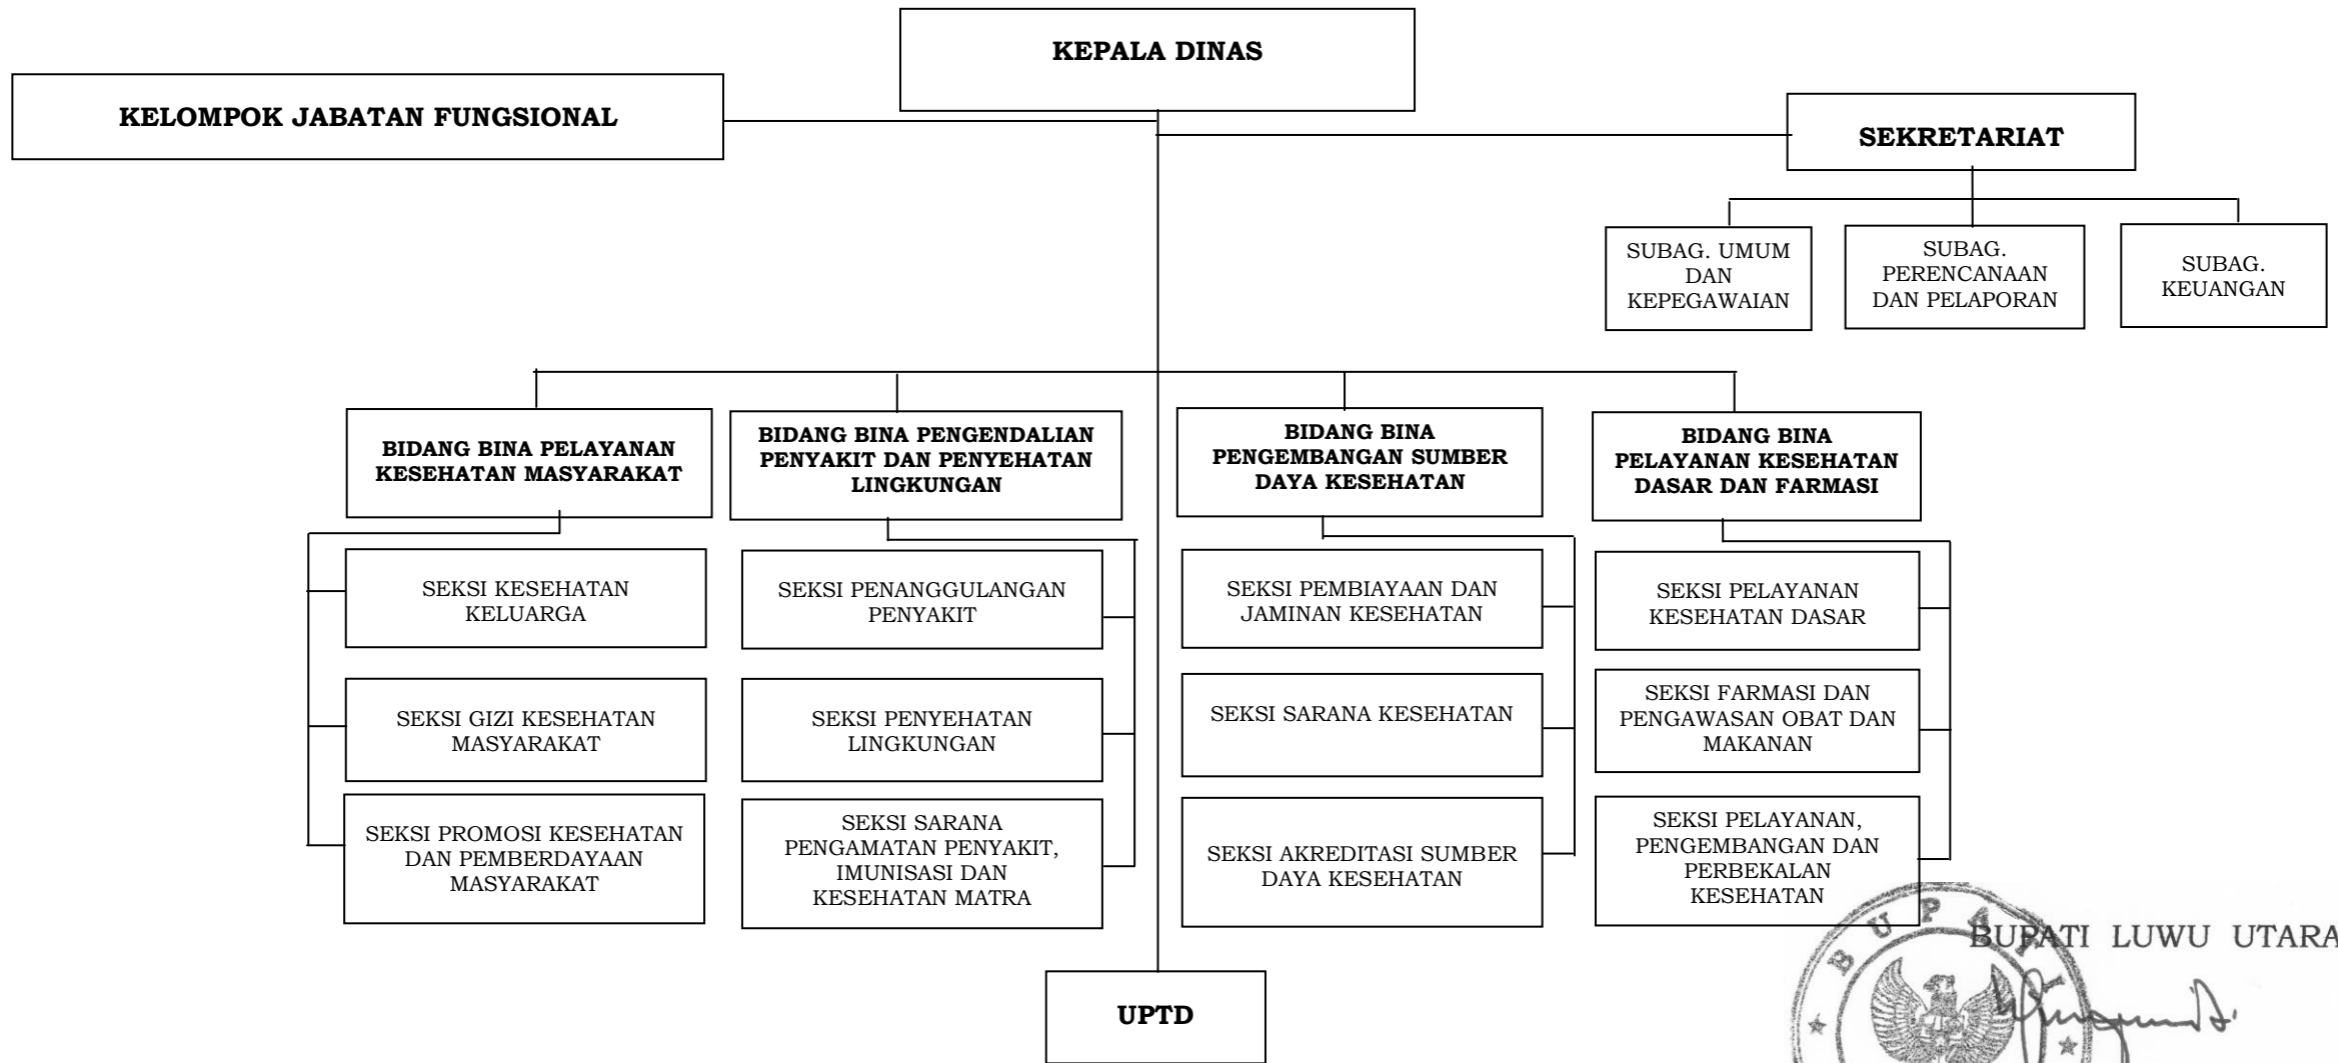 KEPALA DINAS
KELOMPOK JABATAN FUNGSIONAL
SEKRETARIAT
SUBAG. UMUM
DAN
KEPEGAWAIAN
SUBAG.
PERENCANAAN
DAN PELAPORAN
SUBAG.
KEUANGAN
BIDANG BINA PELAYANAN
KESEHATAN MASYARAKAT
BIDANG BINA PENGENDALIAN
PENYAKIT DAN PENYEHATAN
LINGKUNGAN
BIDANG BINA
PENGEMBANGAN SUMBER
DAYA KESEHATAN
BIDANG BINA
PELAYANAN KESEHATAN
DASAR DAN FARMASI
SEKSI KESEHATAN
KELUARGA
SEKSI PENANGGULANGAN
PENYAKIT
SEKSI PEMBIAYAAN DAN
JAMINAN KESEHATAN
SEKSI PELAYANAN
KESEHATAN DASAR
SEKSI GIZI KESEHATAN
MASYARAKAT
SEKSI PENYEHATAN
LINGKUNGAN
SEKSI SARANA KESEHATAN
SEKSI FARMASI DAN
PENGAWASAN OBAT DAN
MAKANAN
SEKSI PROMOSI KESEHATAN
DAN PEMBERDAYAAN
MASYARAKAT
SEKSI SARANA
PENGAMATAN PENYAKIT,
IMUNISASI DAN
KESEHATAN MATRA
SEKSI AKREDITASI SUMBER
DAYA KESEHATAN
SEKSI PELAYANAN,
PENGEMBANGAN DAN
PERBEKALAN
KESEHATAN
BUPATI LUWU UTARA
BUPATI
UPTD